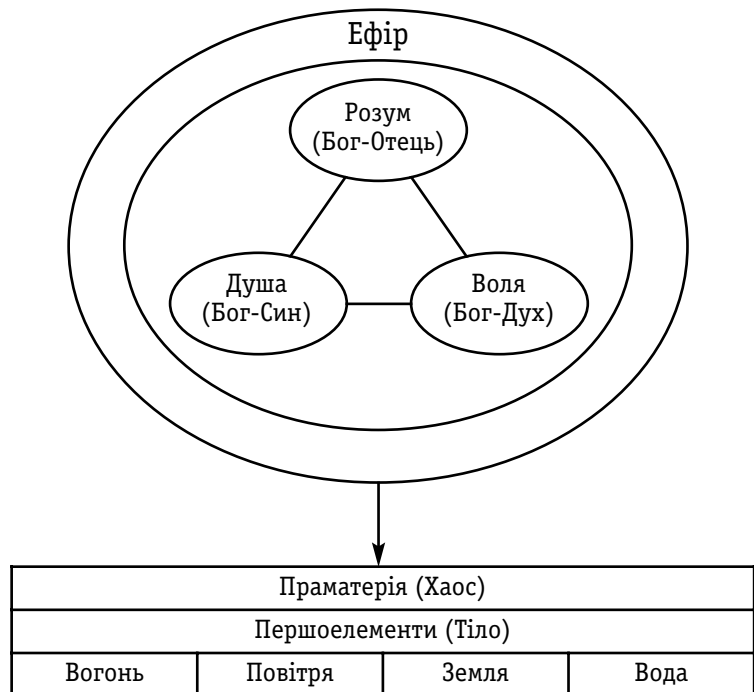 Ефір
Розум
(Бог-Отець)
Душа
(Бог-Син)
Воля
(Бог-Дух)
Праматерія (Хаос)
Першоелементи (Тіло)
Вогонь
Повітря
Земля
Вода